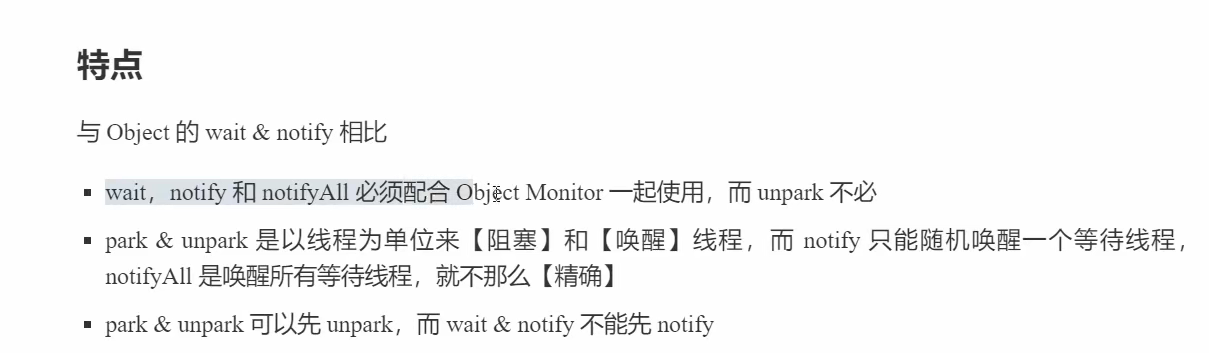 特点
与 Object 的 wait & notify 相比
wait，notify 和 notifyAll 必须配合 Object Monitor 一起使用，而 unpark 不必
park & unpark 是以线程为单位来【阻塞】和【唤醒】线程，而 notify 只能随机唤醒一个等待线程，
notifyAll 是唤醒所有等待线程，就不那么【精确】
park & unpark 可以先 unpark，而 wait & notify 不能先 notify